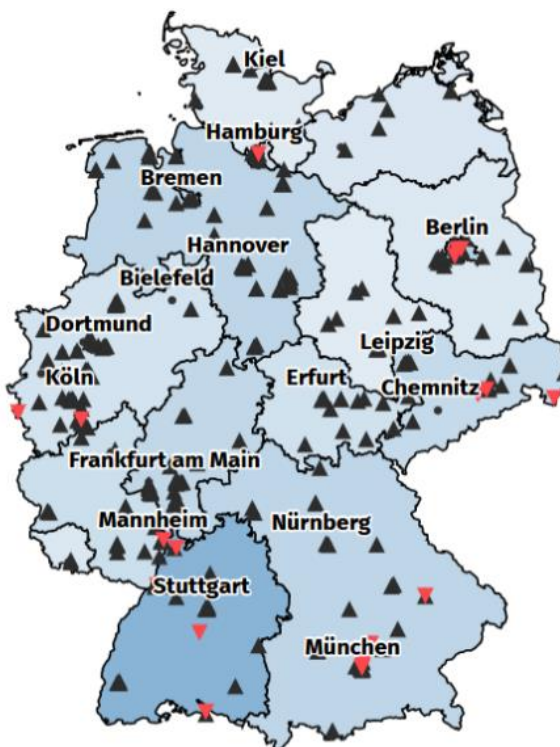 Kiel
Hamburg
Bremen
Berlin
Hannover
Bielefeld
Dortmund
Leipzig
Köln
Erfurt
Chemnitz
Frankfurt am Main
Mannheim
Nürnberg
Stuttgart
München